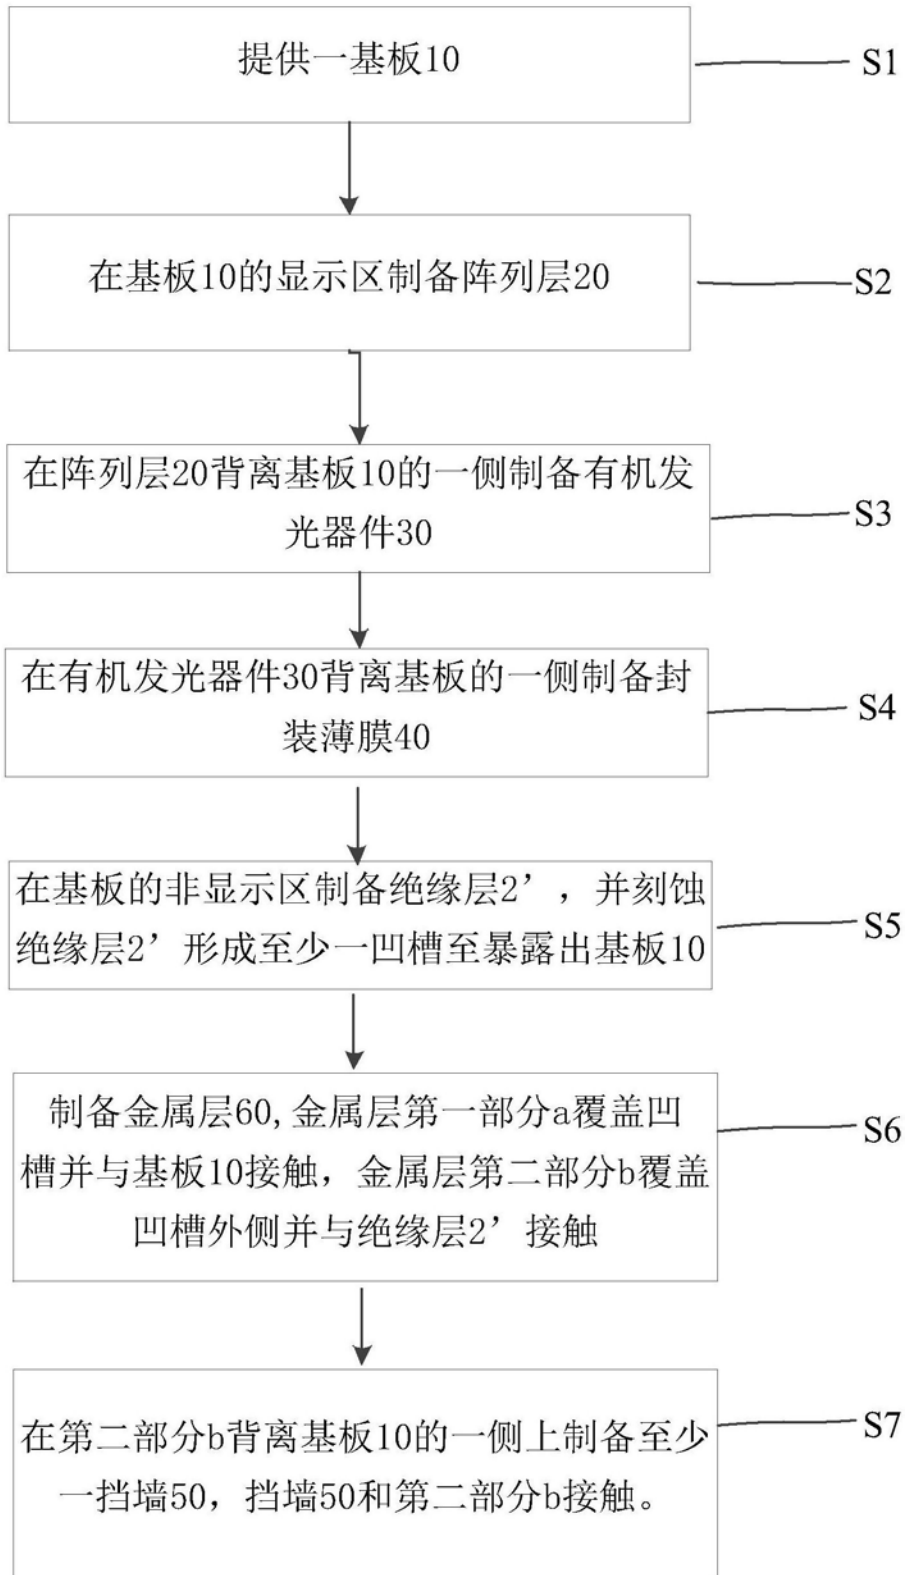 提供一基板10
S1
在基板10的显示区制备阵列层20
S2
在阵列层20背离基板10的一侧制备有机发
光器件30
S3
在有机发光器件30背离基板的一侧制备封
装薄膜40
S4
在基板的非显示区制备绝缘层2’，并刻蚀
绝缘层2’形成至少一凹槽至暴露出基板10
S5
制备金属层60,金属层第一部分a覆盖凹
槽并与基板10接触，金属层第二部分b覆盖
凹槽外侧并与绝缘层2’接触
S6
在第二部分b背离基板10的一侧上制备至少
一挡墙50，挡墙50和第二部分b接触。
S7